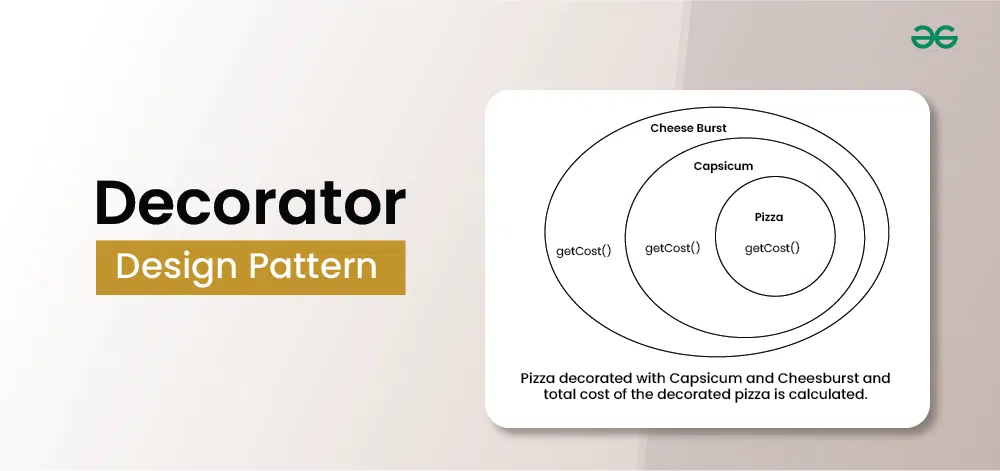 Decorator
Design Pattern
Cheese Burst
Capsicum
Pizza
getCost()
getCost()
getCost()
Pizza decorated with Capsicum and Cheesburst and
total cost of the decorated pizza is calculated.